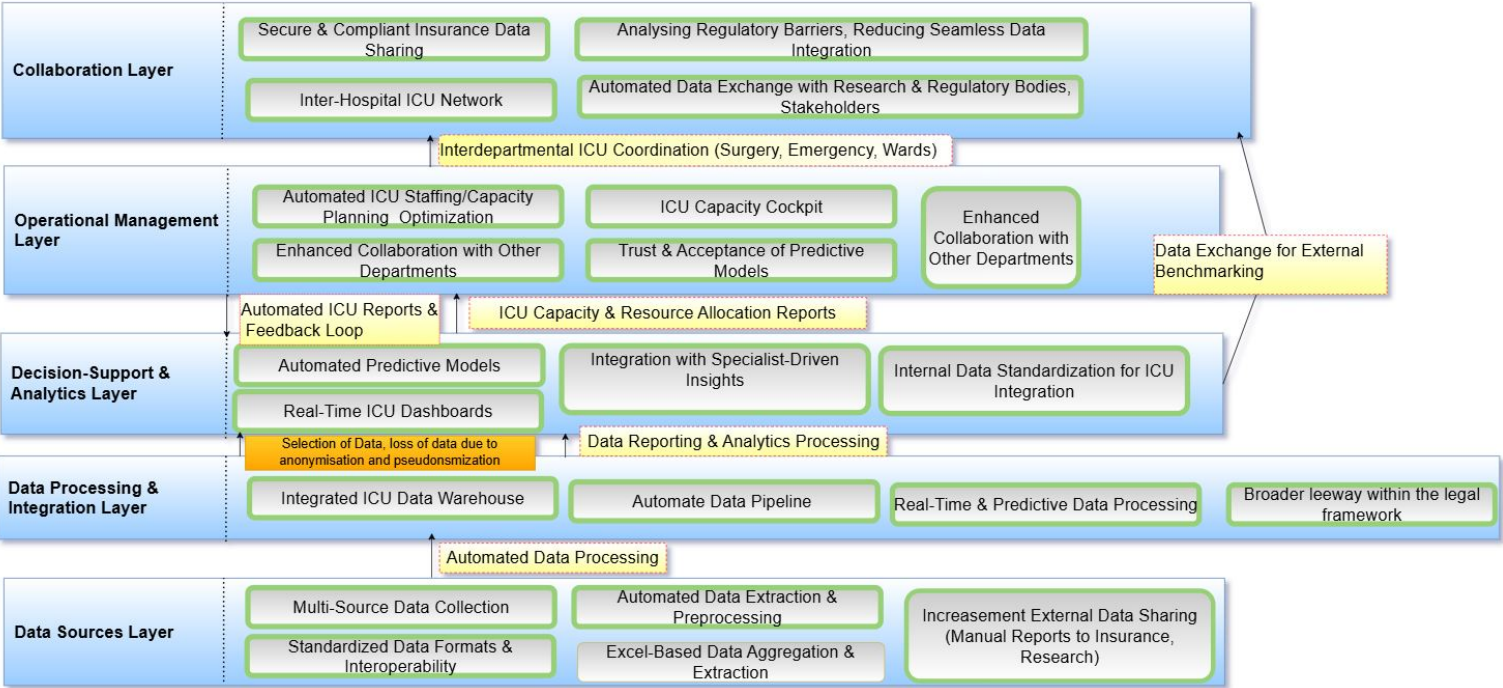 Collaboration Layer
Secure & Compliant Insurance Data
Sharing
Analysing Regulatory Barriers, Reducing Seamless Data
Integration
Inter-Hospital ICU Network
Automated Data Exchange with Research & Regulatory Bodies,
Stakeholders
Interdepartmental ICU Coordination (Surgery, Emergency, Wards)
Operational Management
Layer
Automated ICU Staffing/Capacity
Planning Optimization
ICU Capacity Cockpit
Enhanced
Collaboration with
Other Departments
Enhanced Collaboration with Other
Departments
Trust & Acceptance of Predictive
Models
Data Exchange for External
Benchmarking
Automated ICU Reports &
Feedback Loop
ICU Capacity & Resource Allocation Reports
Decision-Support &
Analytics Layer
Automated Predictive Models
Integration with Specialist-Driven
Insights
Internal Data Standardization for ICU
Integration
Real-Time ICU Dashboards
Selection of Data, loss of data due to
anonymisation and pseudonsmization
Data Reporting & Analytics Processing
Data Processing &
Integration Layer
Integrated ICU Data Warehouse
Automate Data Pipeline
Real-Time & Predictive Data Processing
Broader leeway within the legal
framework
Automated Data Processing
Data Sources Layer
Multi-Source Data Collection
Automated Data Extraction &
Preprocessing
Increasement External Data Sharing
(Manual Reports to Insurance,
Research)
Standardized Data Formats &
Interoperability
Excel-Based Data Aggregation &
Extraction